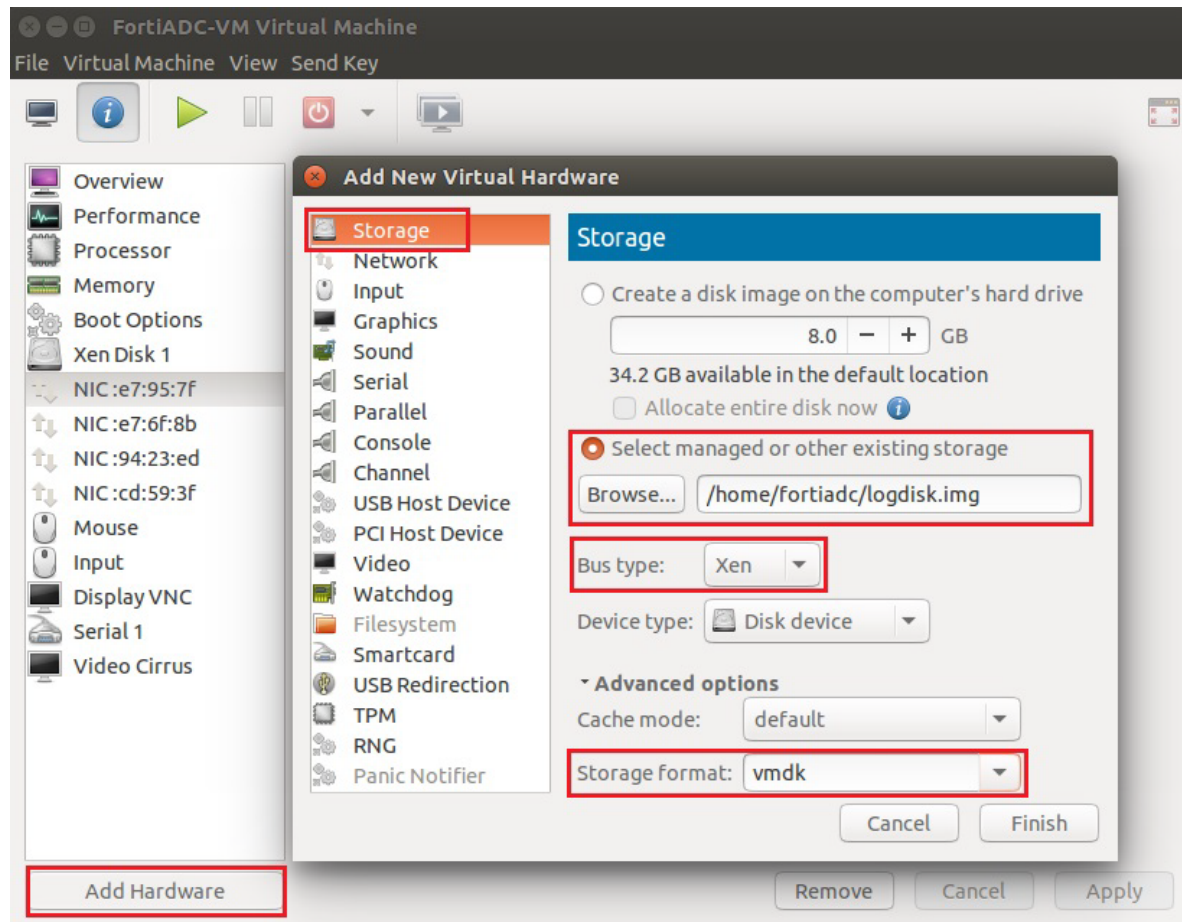 FortiADC-VM Virtual Machine
File Virtual Machine View Send Key
Overview
Performance
Processor
Memory
Boot Options
Xen Disk 1
NIC :e7:95:7f
NIC :e7:6f:8b
NIC :94:23:ed
NIC :cd:59:3f
Mouse
Input
Display VNC
Serial 1
Video Cirrus
Add Hardware
Add New Virtual Hardware
Storage
Network
Input
Graphics
Sound
Serial
Parallel
Console
Channel
USB Host Device
PCI Host Device
Video
Watchdog
Filesystem
Smartcard
USB Redirection
TPM
RNG
Panic Notifier
Storage
Create a disk image on the computer's hard drive
8.0 − + GB
34.2 GB available in the default location
Allocate entire disk now
Select managed or other existing storage
Browse... /home/fortiadc/logdisk.img
Bus type: Xen
Device type: Disk device
Advanced options
Cache mode: default
Storage format: vmdk
Cancel Finish
Remove Cancel Apply